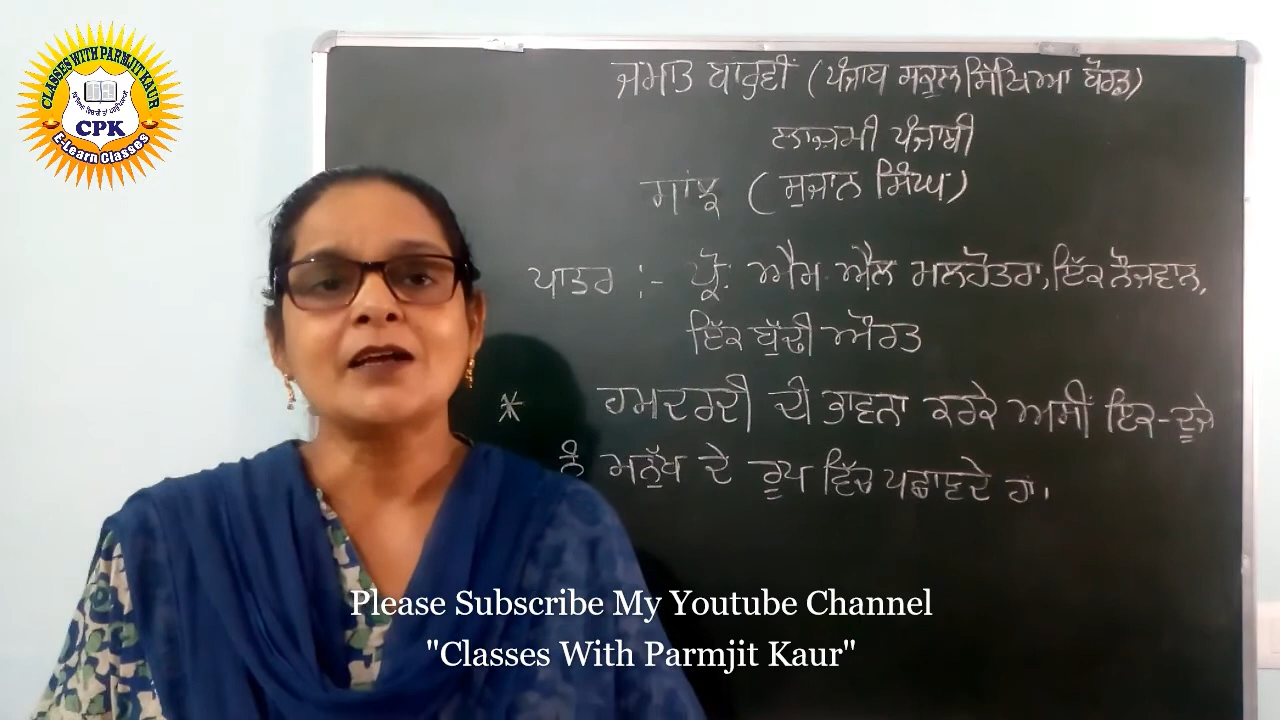 CLASSES WITH PARMJIT KAUR
CPK
E-Learn Classes
ਜਮਾਤ ਬਾਰ੍ਹਵੀਂ (ਪੰਜਾਬ ਸਕੂਲ ਸਿੱਖਿਆ ਬੋਰਡ)
ਲਾਜ਼ਮੀ ਪੰਜਾਬੀ
ਸਾਂਝ (ਸੁਜਾਨ ਸਿੰਘ)
ਪਾਤਰ :- ਪ੍ਰੋ: ਐਮ. ਐਲ ਮਲਹੋਤਰਾ, ਇੱਕ ਨੌਜਵਾਨ,
ਇੱਕ ਬੁੱਢੀ ਔਰਤ
* ਹਮਦਰਦੀ ਦੀ ਭਾਵਨਾ ਕਰਕੇ ਅਸੀਂ ਇਕ-ਦੂਜੇ
ਨੂੰ ਮਨੁੱਖ ਦੇ ਰੂਪ ਵਿੱਚ ਪਛਾਣਦੇ ਹਾਂ।
Please Subscribe My Youtube Channel
"Classes With Parmjit Kaur"